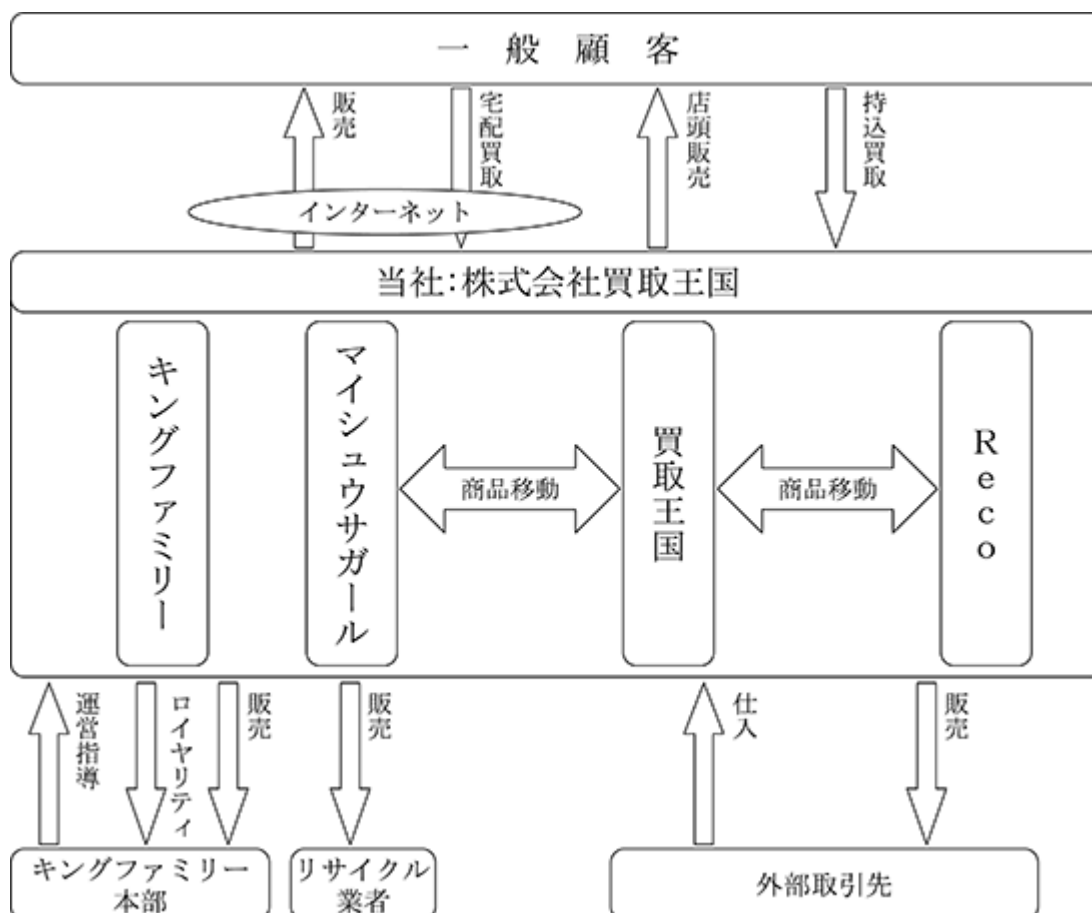 一般顧客
販売
宅配買取
店頭販売
持込買取
インターネット
当社:株式会社買取王国
キングファミリー
マイシュウサガール
買取王国
Reco
商品移動
商品移動
運営指導
ロイヤリティ
販売
販売
仕入
販売
キングファミリー
本部
リサイクル
業者
外部取引先